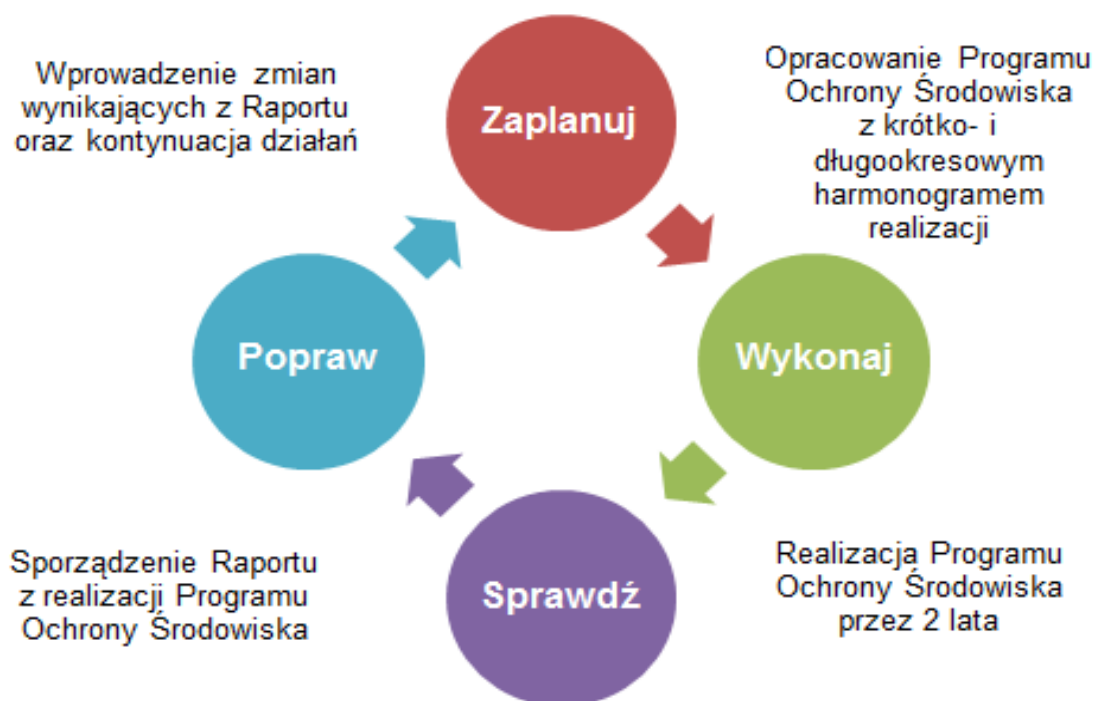 Zaplanuj
Opracowanie Programu
Ochrony Środowiska
z krótko- i
długookresowym
harmonogramem
realizacji
Wykonaj
Realizacja Programu
Ochrony Środowiska
przez 2 lata
Sprawdź
Sporządzenie Raportu
z realizacji Programu
Ochrony Środowiska
Popraw
Wprowadzenie zmian
wynikających z Raportu
oraz kontynuacja działań